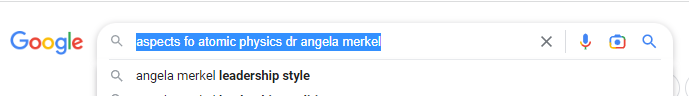 Google aspects fo atomic physics dr angela merkel
angela merkel leadership style